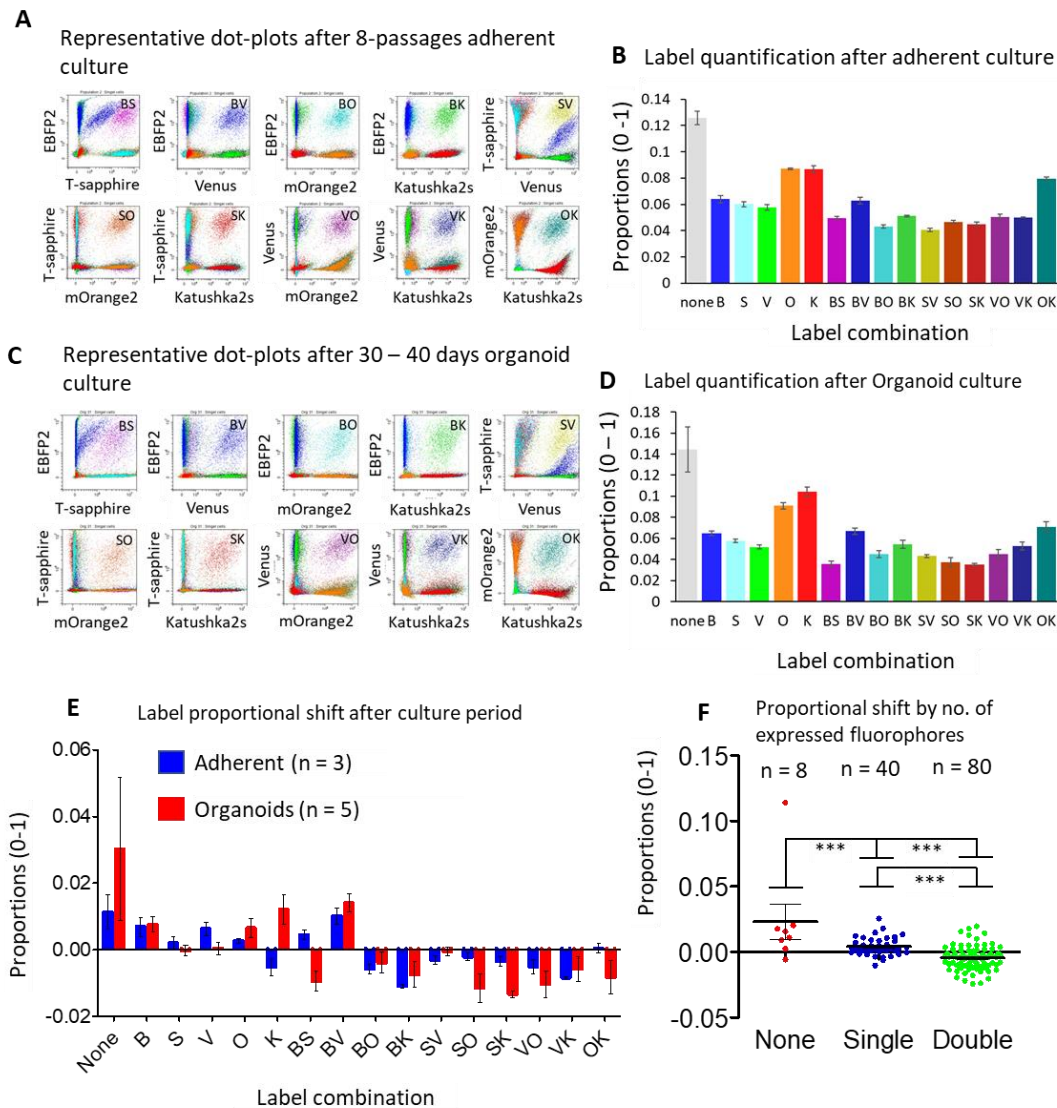 A
Representative dot-plots after 8-passages adherent
culture
BS
BV
BO
BK
SV
EBFP2
EBFP2
EBFP2
EBFP2
T-sapphire
T-sapphire
Venus
mOrange2
Katushka2s
Venus
SO
SK
VO
VK
OK
T-sapphire
T-sapphire
Venus
Venus
mOrange2
mOrange2
Katushka2s
mOrange2
Katushka2s
Katushka2s
B Label quantification after adherent culture
Proportions (0 -1)
0.14
0.12
0.10
0.08
0.06
0.04
0.02
0
none B S V O K BS BV BO BK SV SO SK VO VK OK
Label combination
C Representative dot-plots after 30 – 40 days organoid
culture
BS
BV
BO
BK
SV
EBFP2
EBFP2
EBFP2
EBFP2
T-sapphire
T-sapphire
Venus
mOrange2
Katushka2s
Venus
SO
SK
VO
VK
OK
T-sapphire
T-sapphire
Venus
Venus
mOrange2
mOrange2
Katushka2s
mOrange2
Katushka2s
Katushka2s
D Label quantification after Organoid culture
Proportions (0 – 1)
0.18
0.16
0.14
0.12
0.1
0.08
0.06
0.04
0.02
0
none B S V O K BS BV BO BK SV SO SK VO VK OK
Label combination
E
Label proportional shift after culture period
Proportions (0-1)
0.06
0.04
0.02
0.00
-0.02
Adherent (n = 3)
Organoids (n = 5)
None B S V O K BS BV BO BK SV SO SK VO VK OK
Label combination
F Proportional shift by no. of
expressed fluorophores
n = 8 n = 40 n = 80
Proportions (0-1)
0.15
0.10
0.05
0.00
-0.05
*** ***
***
None Single Double